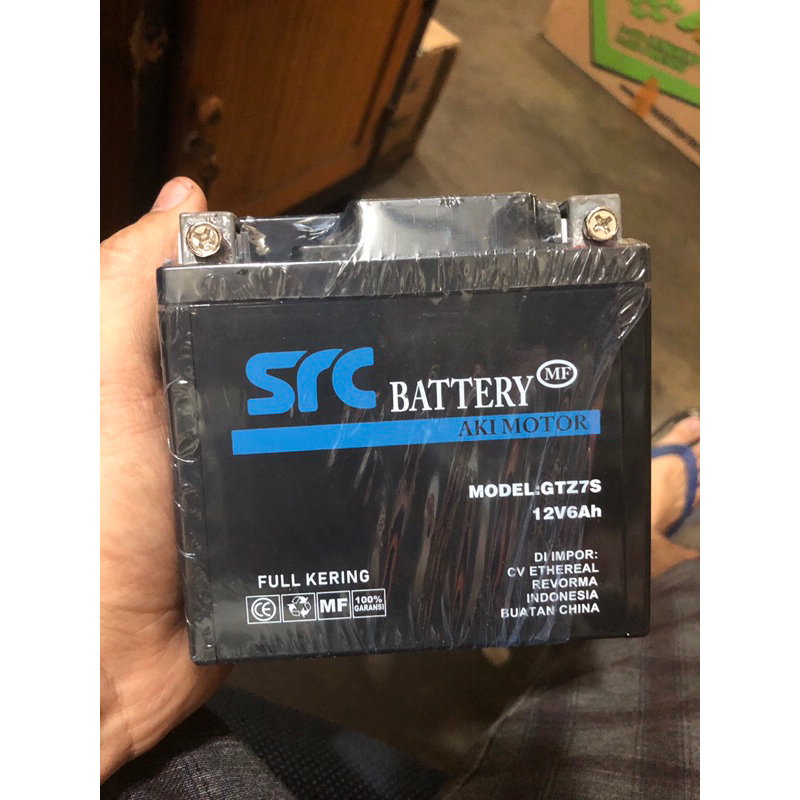 src BATTERY MF
AKI MOTOR
MODEL:GTZ7S
12V6Ah
DI IMPOR:
CV ETHEREAL
REVORMA
INDONESIA
BUATAN CHINA
FULL KERING
CE MF 100%
GARANSI